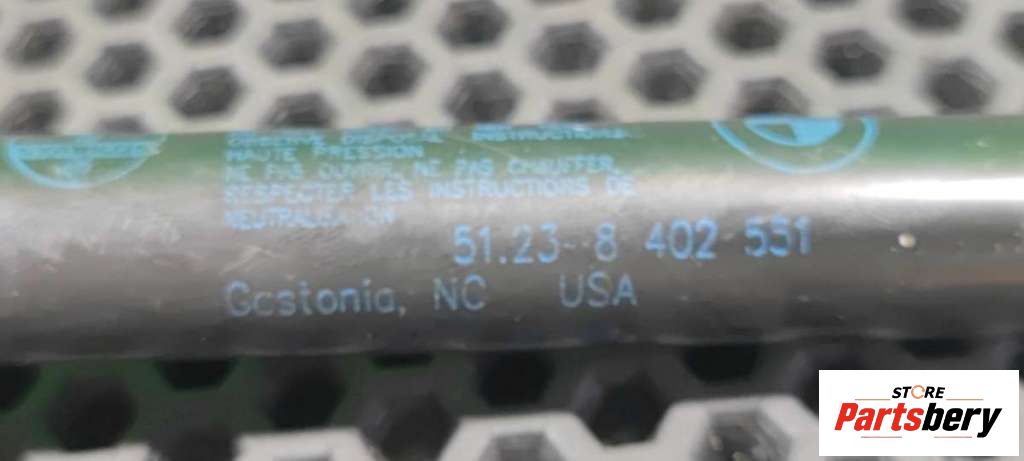 INSTRUCTIONS
HAUTE PRESSION
NE PAS OUVRIR, NE PAS CHAUFFER,
RESPECTER LES INSTRUCTIONS DE
51.23-8 402 551
Gastonia, NC USA
STORE
Partsbery